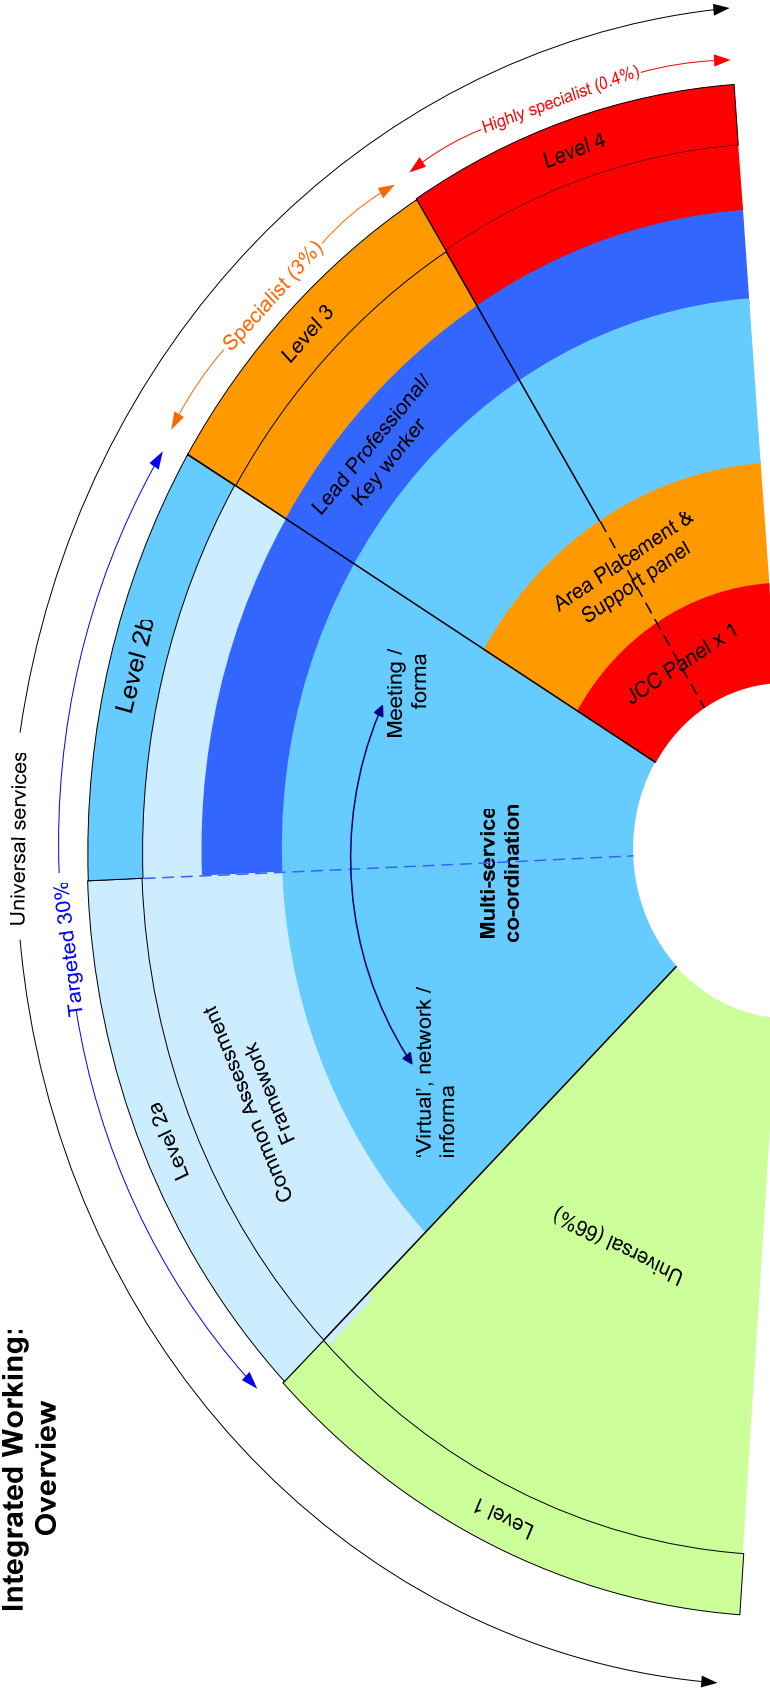 Integrated Working:
Overview
Universal services
Targeted 30%
Specialist (3%)
Highly specialist (0.4%)
Level 1
Level 2a
Level 2b
Level 3
Level 4
Universal (66%)
Common Assessment
Framework
Lead Professional/
Key worker
'Virtual', network /
informa
Meeting /
forma
Multi-service
co-ordination
Area Placement &
Support panel
JCC Panel x 1